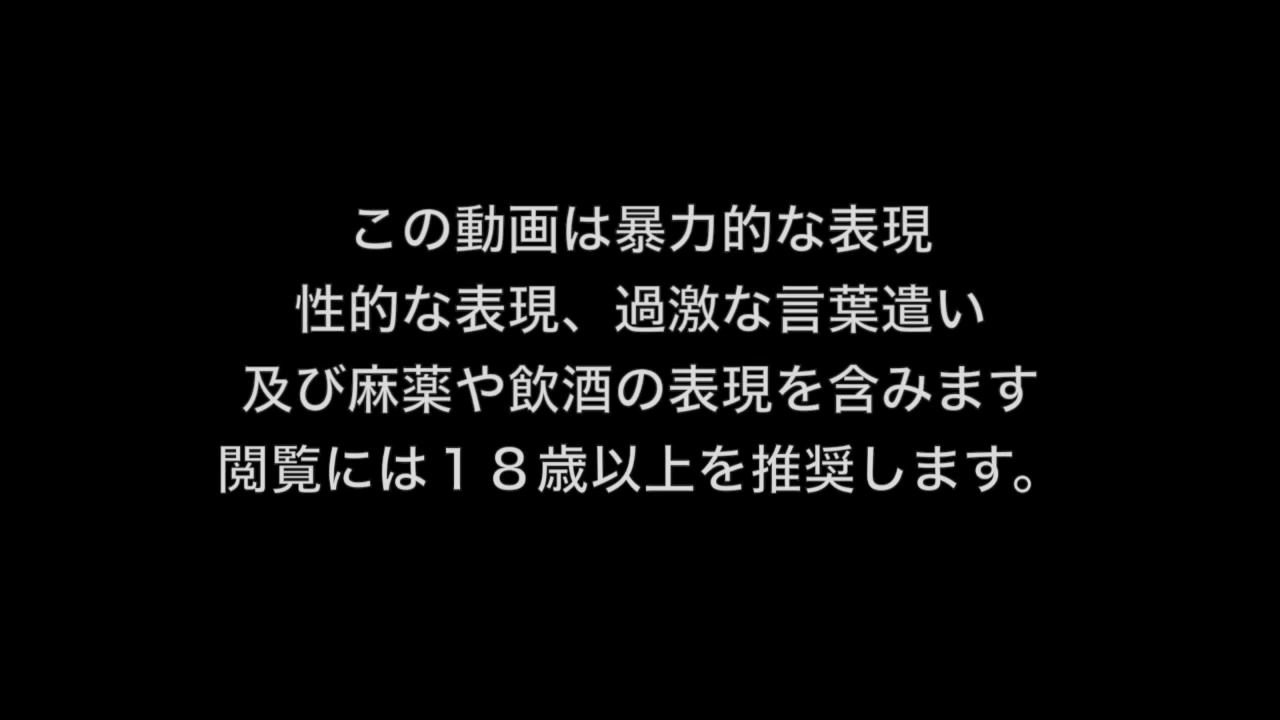 この動画は暴力的な表現
性的な表現、過激な言葉遣い
及び麻薬や飲酒の表現を含みます
閲覧には１８歳以上を推奨します。